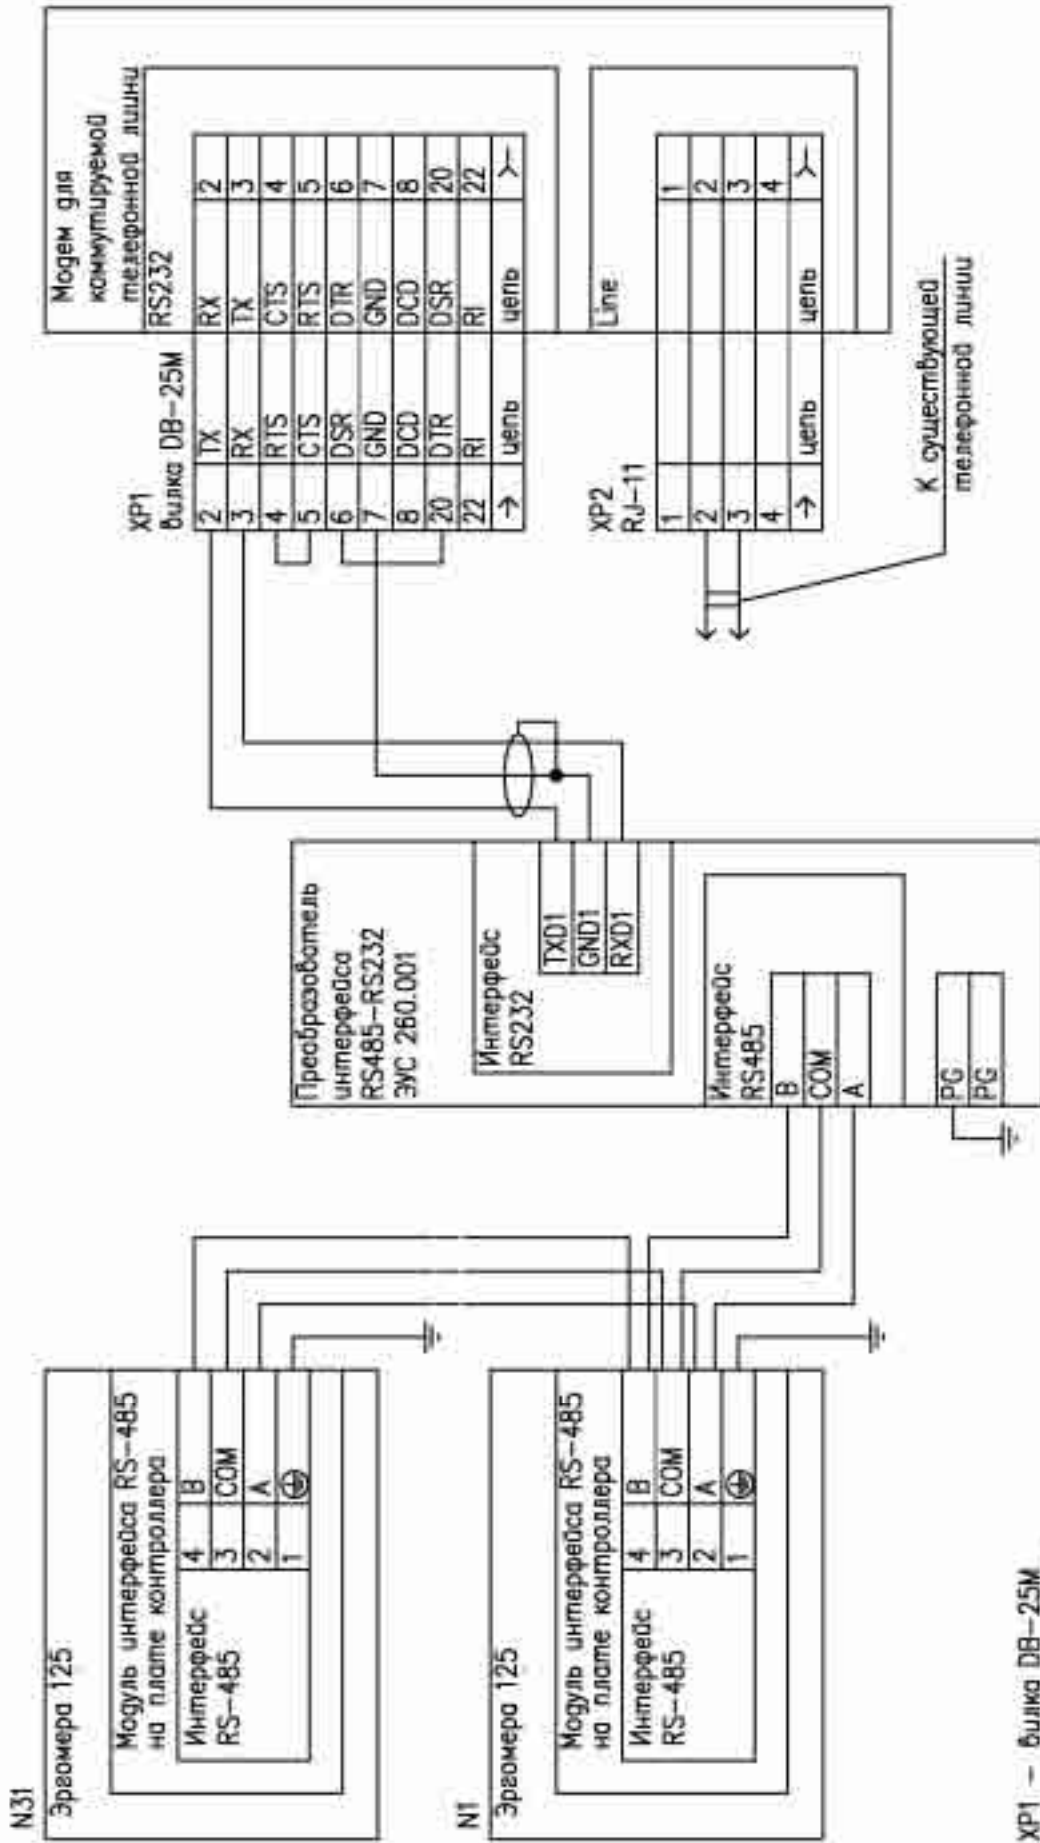 N31
Эргомера 125
Модуль интерфейса RS-485
на плате контроллера
Интерфейс
RS-485
4 B
3 COM
2 A
1
N1
Эргомера 125
Модуль интерфейса RS-485
на плате контроллера
Интерфейс
RS-485
4 B
3 COM
2 A
1
Преобразователь
интерфейса
RS485-RS232
ЭУС 260.001
Интерфейс
RS232
TXD1
GND1
RXD1
Интерфейс
RS485
B
COM
A
PG
PG
XP1
вилка DB-25M
2 TX
3 RX
4 RTS
5 CTS
6 DSR
7 GND
8 DCD
20 DTR
22 RI
→ цепь
Модем для
коммутируемой
телефонной линии
RS232
RX 2
TX 3
CTS 4
RTS 5
DTR 6
GND 7
DCD 8
DSR 20
RI 22
цепь >—
XP2
RJ-11
1
2
3
4
→ цепь
Line
1
2
3
4
цепь >—
К существующей
телефонной линии
XP1 - вилка DB-25M